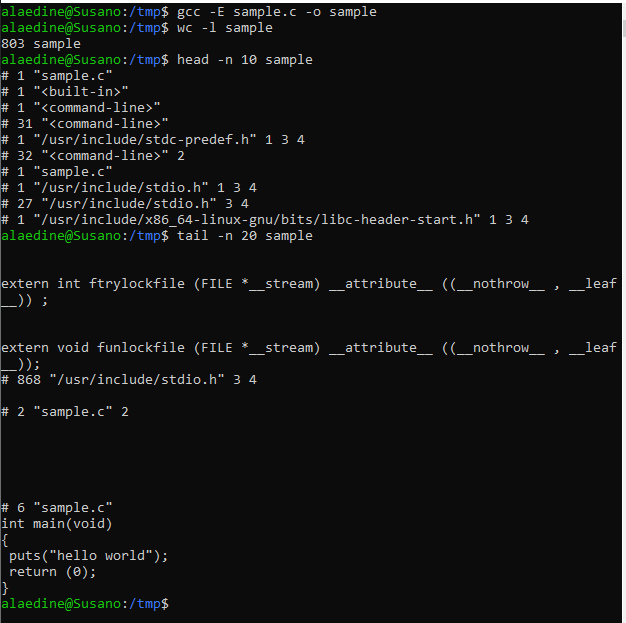 alaedine@Susano:/tmp$ gcc -E sample.c -o sample
alaedine@Susano:/tmp$ wc -l sample
803 sample
alaedine@Susano:/tmp$ head -n 10 sample
# 1 "sample.c"
# 1 "<built-in>"
# 1 "<command-line>"
# 31 "<command-line>"
# 1 "/usr/include/stdc-predef.h" 1 3 4
# 32 "<command-line>" 2
# 1 "sample.c"
# 1 "/usr/include/stdio.h" 1 3 4
# 27 "/usr/include/stdio.h" 3 4
# 1 "/usr/include/x86_64-linux-gnu/bits/libc-header-start.h" 1 3 4
alaedine@Susano:/tmp$ tail -n 20 sample
extern int ftrylockfile (FILE *__stream) __attribute__ ((__nothrow__ , __leaf
__)) ;
extern void funlockfile (FILE *__stream) __attribute__ ((__nothrow__ , __leaf
__));
# 868 "/usr/include/stdio.h" 3 4
# 2 "sample.c" 2
# 6 "sample.c"
int main(void)
{
 puts("hello world");
 return (0);
}
alaedine@Susano:/tmp$